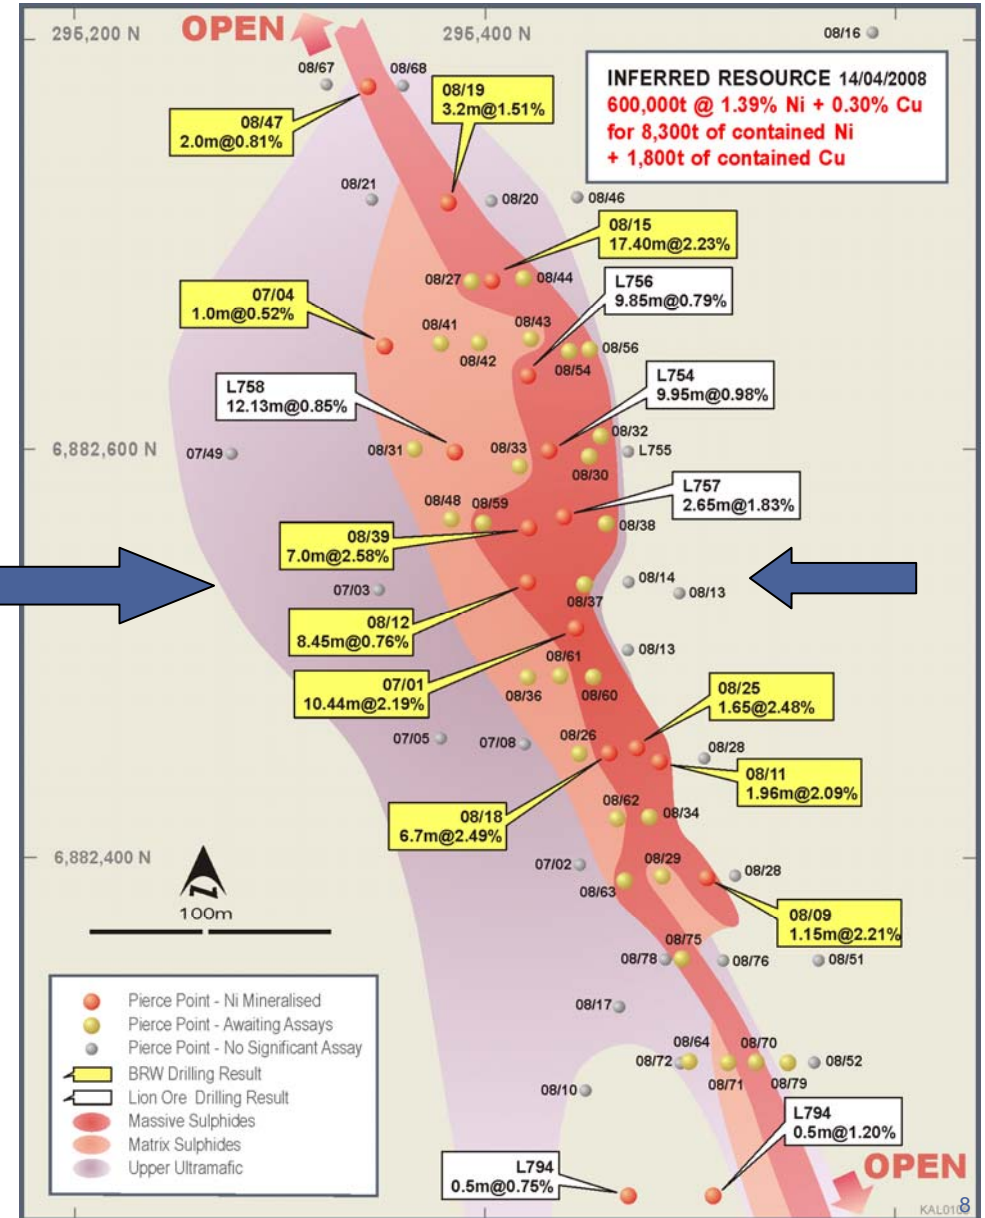 OPEN
295,200 N
295,400 N
08/16
INFERRED RESOURCE 14/04/2008
600,000t @ 1.39% Ni + 0.30% Cu
for 8,300t of contained Ni
+ 1,800t of contained Cu
08/67
08/68
08/47
2.0m@0.81%
08/19
3.2m@1.51%
08/21
08/20
08/46
08/15
17.40m@2.23%
08/27
08/44
L756
9.85m@0.79%
07/04
1.0m@0.52%
08/41
08/42
08/43
08/54
08/56
L758
12.13m@0.85%
L754
9.95m@0.98%
6,882,600 N
07/49
08/31
08/33
08/32
08/30
L755
L757
2.65m@1.83%
08/48
08/59
08/38
08/39
7.0m@2.58%
07/03
08/37
08/14
08/13
08/12
8.45m@0.76%
08/13
07/01
10.44m@2.19%
08/61
08/36
08/60
08/25
1.65@2.48%
07/05
07/08
08/26
08/28
08/11
1.96m@2.09%
08/18
6.7m@2.49%
08/62
08/34
6,882,400 N
07/02
08/29
08/63
08/28
08/09
1.15m@2.21%
100m
08/75
08/78
08/76
08/51
08/17
08/64
08/70
08/72
08/71
08/79
08/52
08/10
Pierce Point - Ni Mineralised
Pierce Point - Awaiting Assays
Pierce Point - No Significant Assay
BRW Drilling Result
Lion Ore Drilling Result
Massive Sulphides
Matrix Sulphides
Upper Ultramafic
L794
0.5m@1.20%
L794
0.5m@0.75%
OPEN
8